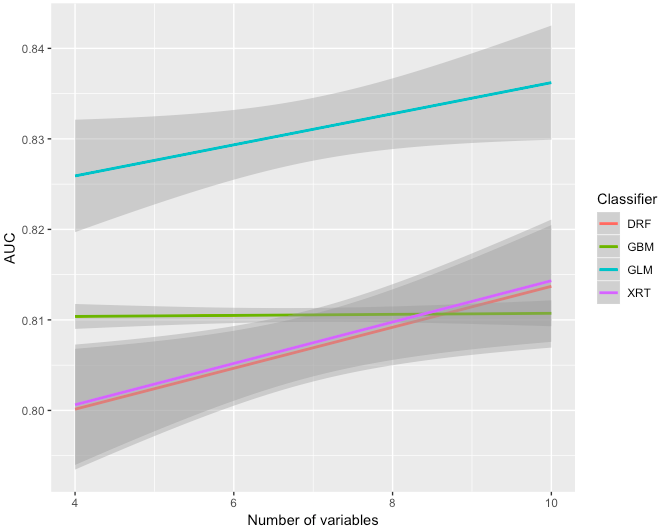 0.84
0.83
0.82
0.81
0.80
AUC
4 6 8 10
Number of variables
Classifier
DRF
GBM
GLM
XRT